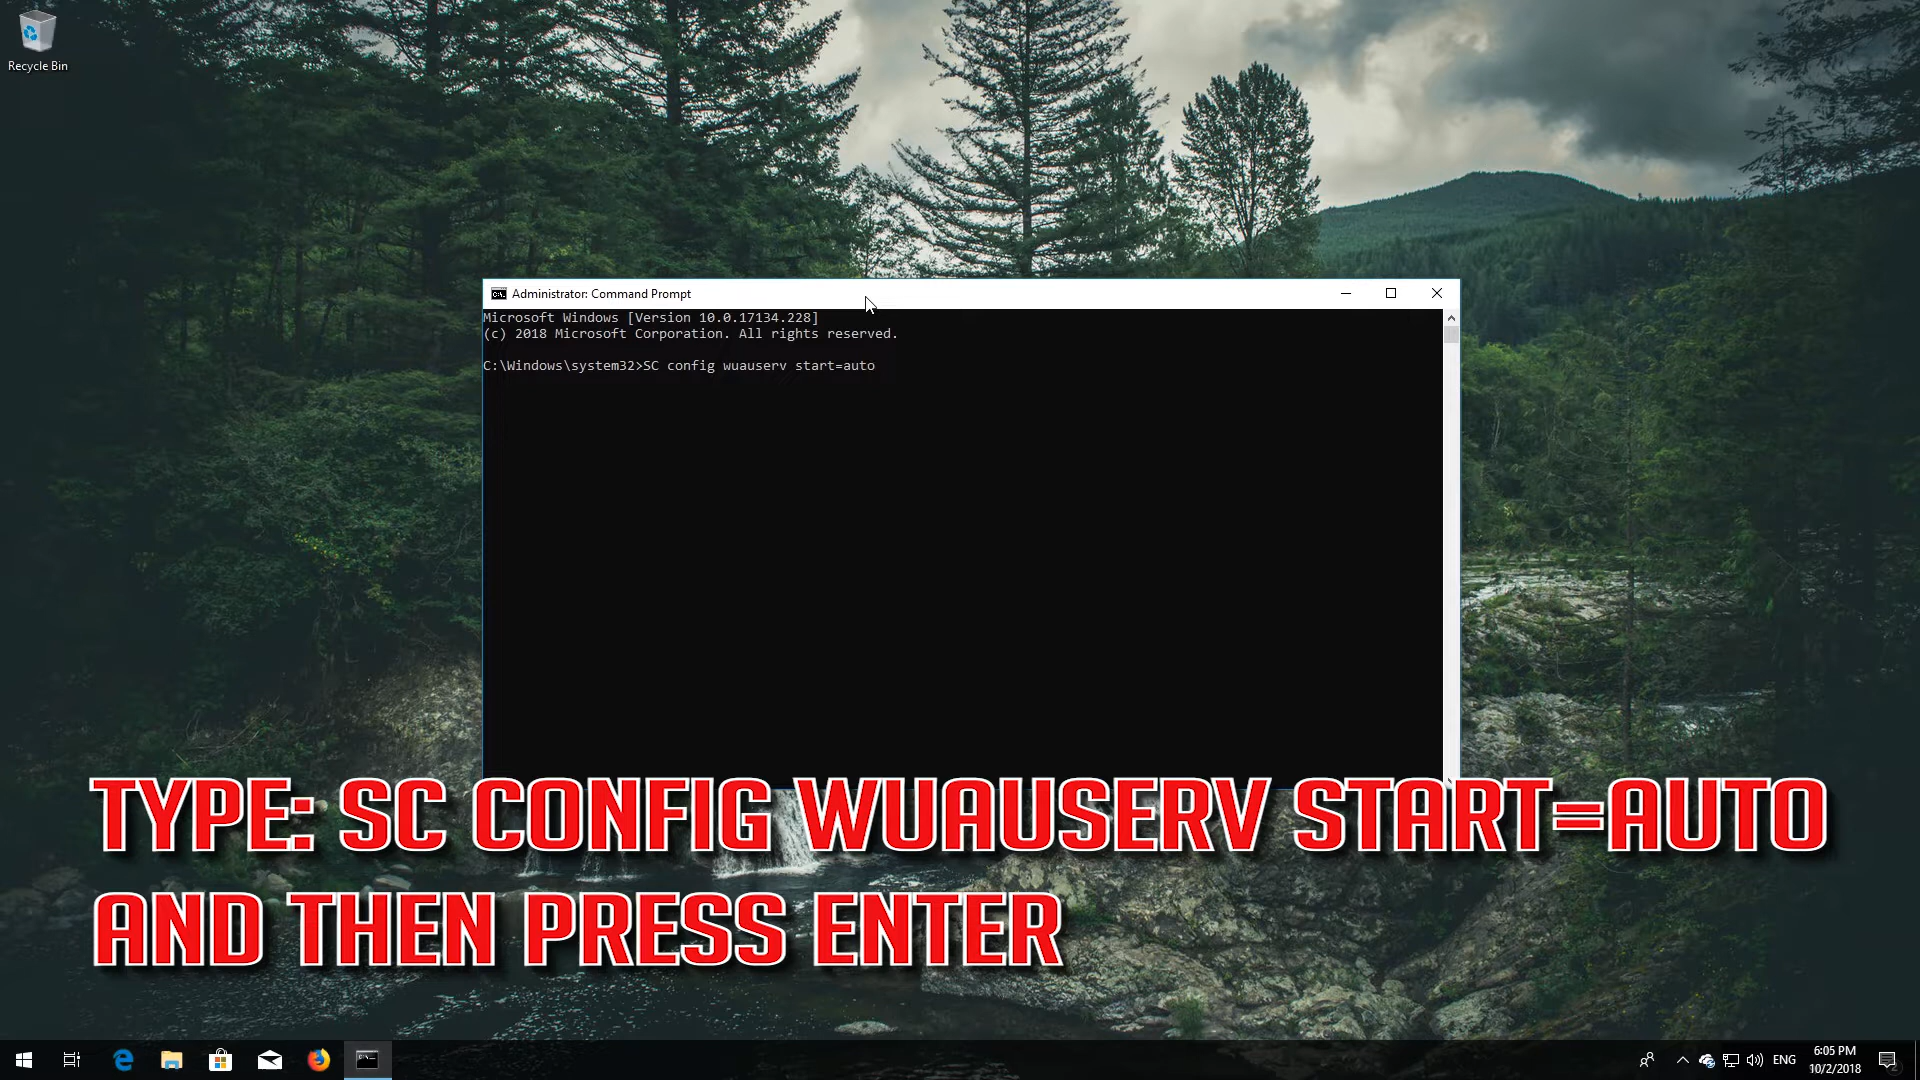 Recycle Bin
Administrator: Command Prompt
Microsoft Windows [Version 10.0.17134.228]
(c) 2018 Microsoft Corporation. All rights reserved.
C:\Windows\system32>SC config wuauserv start=auto
TYPE: SC CONFIG WUAUSERV START=AUTO
AND THEN PRESS ENTER
ENG
6:05 PM
10/2/2018